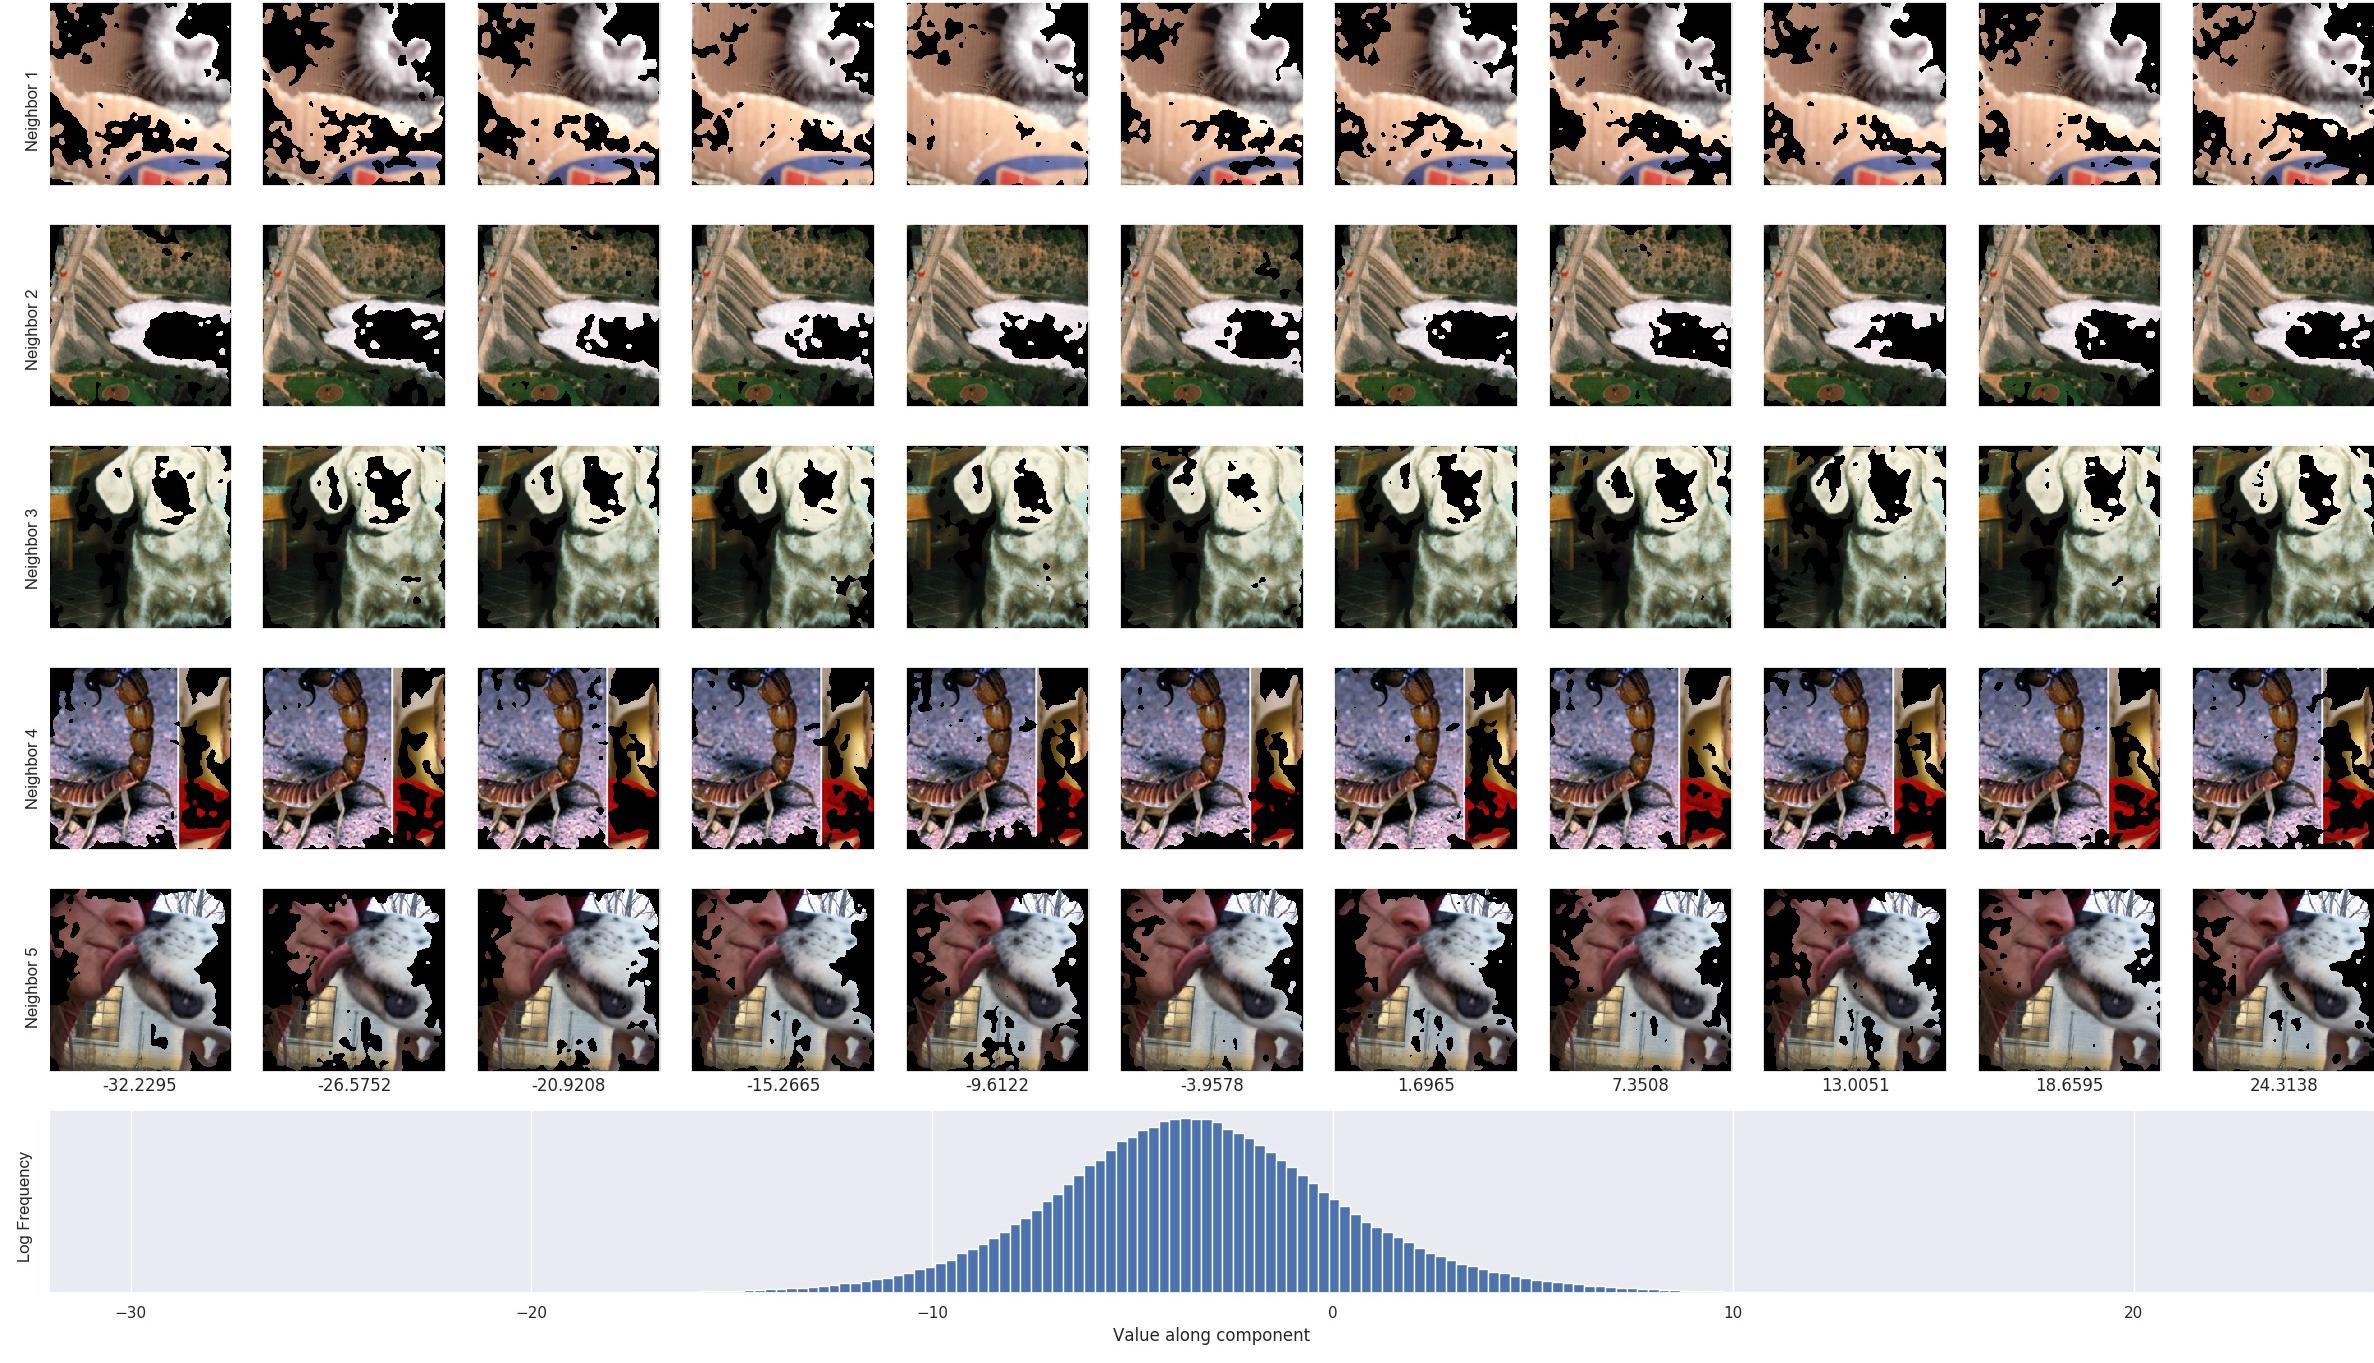 Neighbor 1
Neighbor 2
Neighbor 3
Neighbor 4
Neighbor 5
-32.2295 -26.5752 -20.9208 -15.2665 -9.6122 -3.9578 1.6965 7.3508 13.0051 18.6595 24.3138
Log Frequency
−30 −20 −10 0 10 20
Value along component